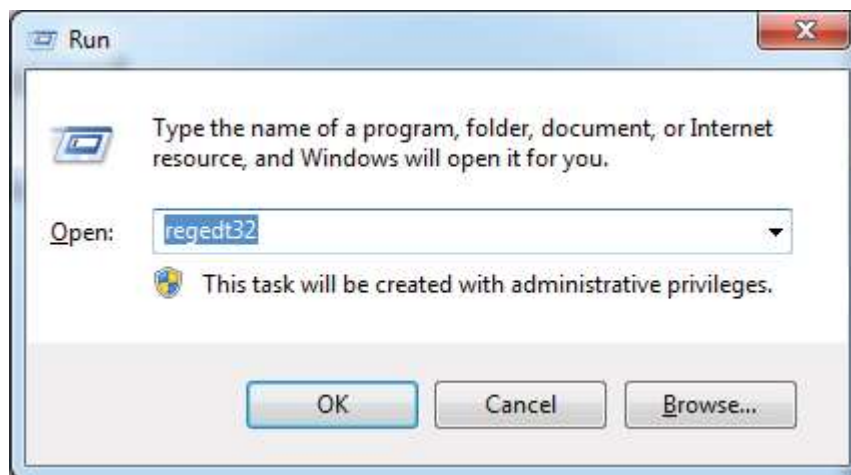 Run
Type the name of a program, folder, document, or Internet
resource, and Windows will open it for you.
Open: regedt32
This task will be created with administrative privileges.
OK Cancel Browse...